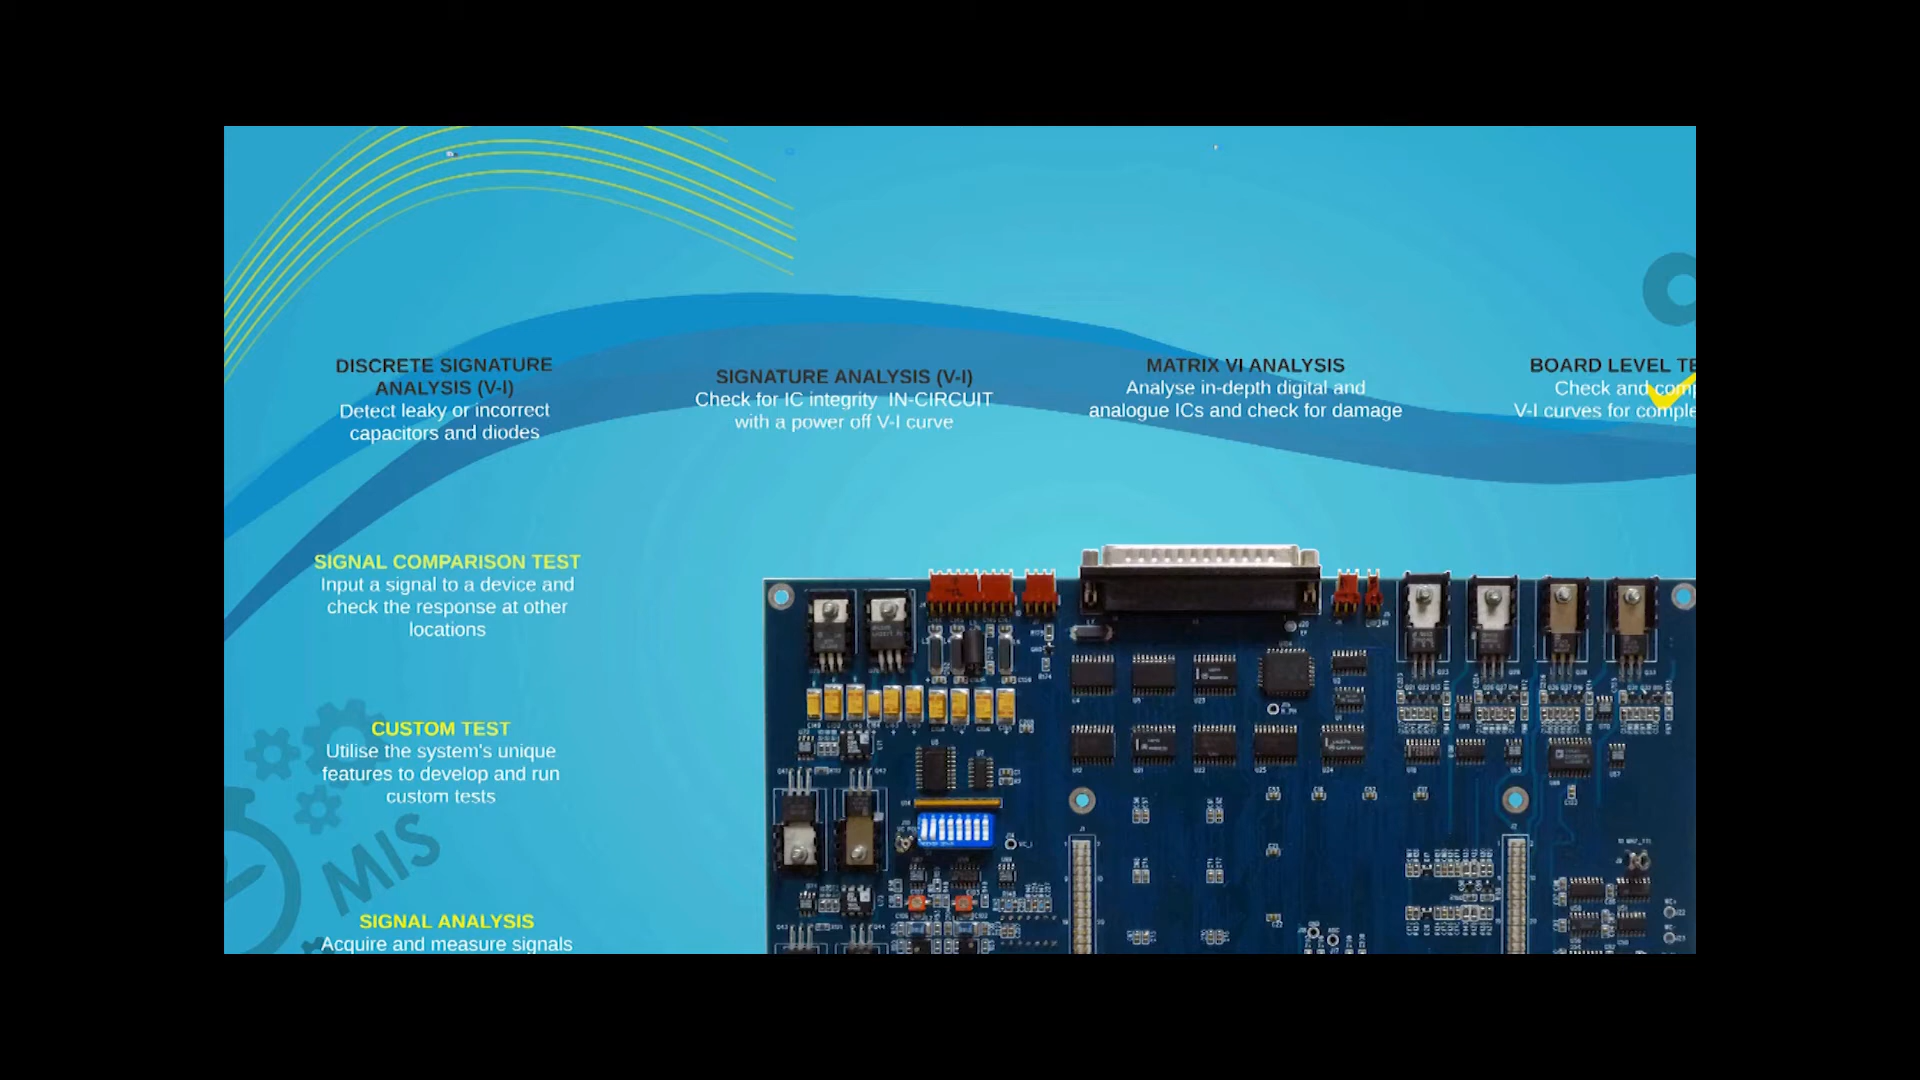 DISCRETE SIGNATURE
ANALYSIS (V-I)
Detect leaky or incorrect
capacitors and diodes
SIGNATURE ANALYSIS (V-I)
Check for IC integrity IN-CIRCUIT
with a power off V-I curve
MATRIX VI ANALYSIS
Analyse in-depth digital and
analogue ICs and check for damage
BOARD LEVEL TE
Check and comp
V-I curves for comple
SIGNAL COMPARISON TEST
Input a signal to a device and
check the response at other
locations
CUSTOM TEST
Utilise the system's unique
features to develop and run
custom tests
MIS
SIGNAL ANALYSIS
Acquire and measure signals